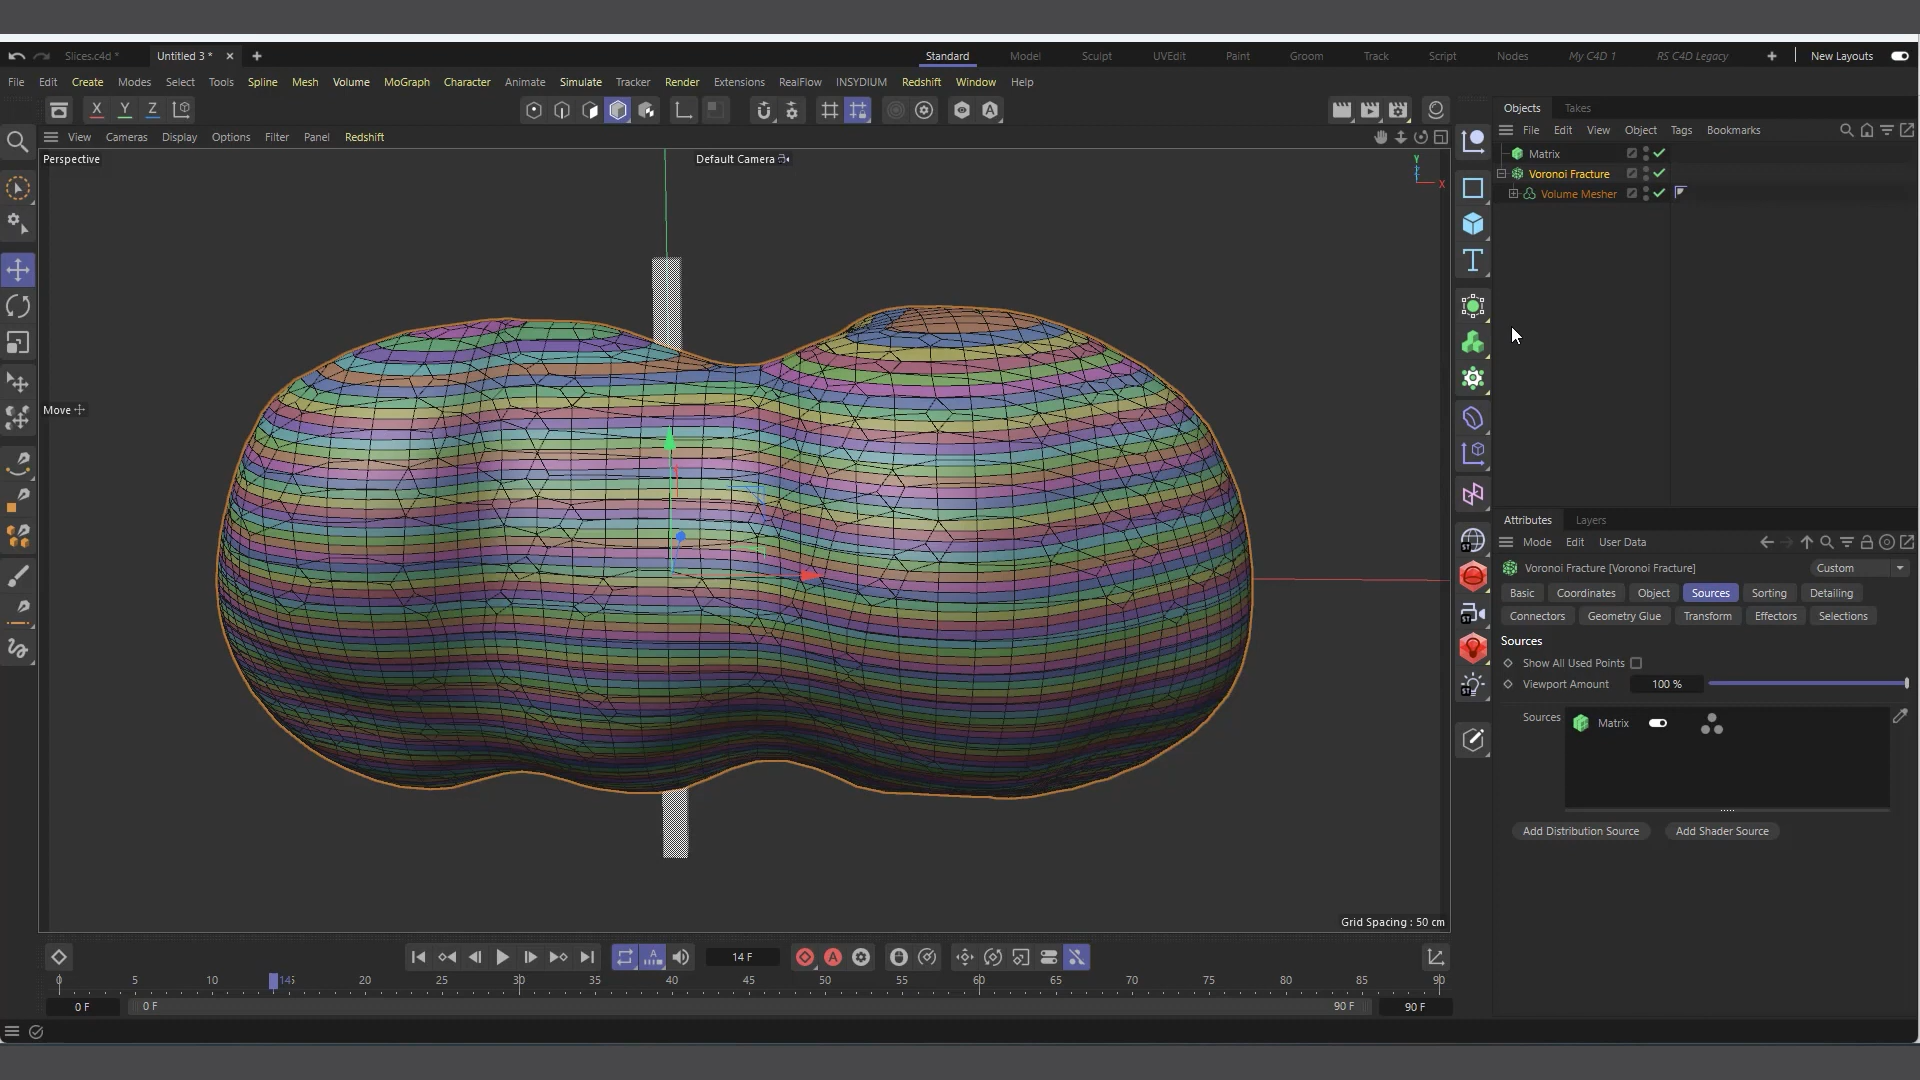 Slices.c4d * Untitled 3 * × + Standard Model Sculpt UVEdit Paint Groom Track Script Nodes My C4D 1 RS C4D Legacy + New Layouts
File Edit Create Modes Select Tools Spline Mesh Volume MoGraph Character Animate Simulate Tracker Render Extensions RealFlow INSYDIUM Redshift Window Help
X Y Z
View Cameras Display Options Filter Panel Redshift
Perspective Default Camera
Y
Z
X
Move
Grid Spacing : 50 cm
Objects Takes
File Edit View Object Tags Bookmarks
Matrix
Voronoi Fracture
Volume Mesher
Attributes Layers
Mode Edit User Data
Voronoi Fracture [Voronoi Fracture] Custom
Basic Coordinates Object Sources Sorting Detailing
Connectors Geometry Glue Transform Effectors Selections
Sources
Show All Used Points
Viewport Amount 100 %
Sources Matrix
Add Distribution Source Add Shader Source
14 F
0 5 10 14 20 25 30 35 40 45 50 55 60 65 70 75 80 85 90
0 F 0 F 90 F 90 F